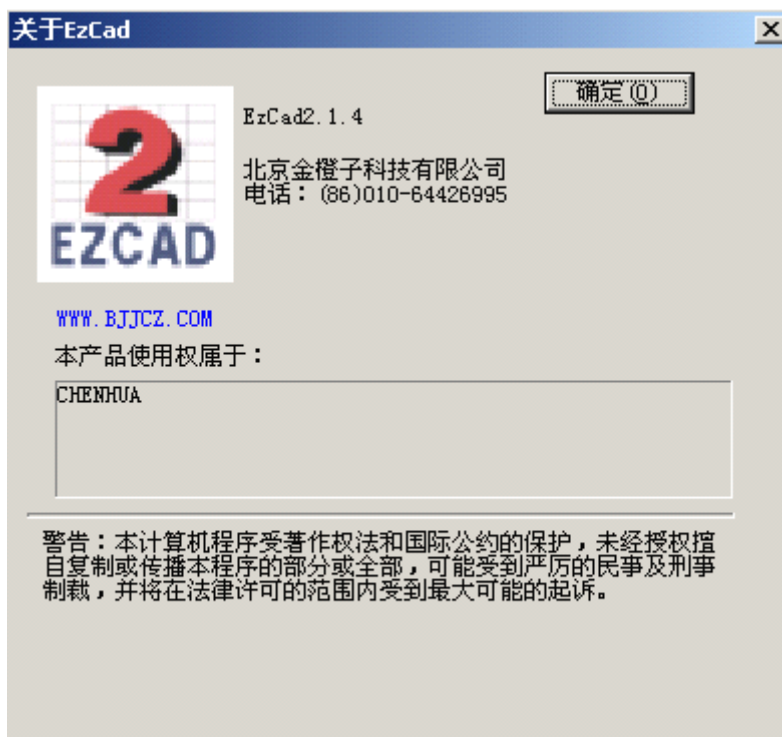 关于EzCad
确定(O)
2
EZCAD
EzCad2.1.4
北京金橙子科技有限公司
电话：(86)010-64426995
WWW.BJJCZ.COM
本产品使用权属于：
CHENHUA
警告：本计算机程序受著作权法和国际公约的保护，未经授权擅
自复制或传播本程序的部分或全部，可能受到严厉的民事及刑事
制裁，并将在法律许可的范围内受到最大可能的起诉。